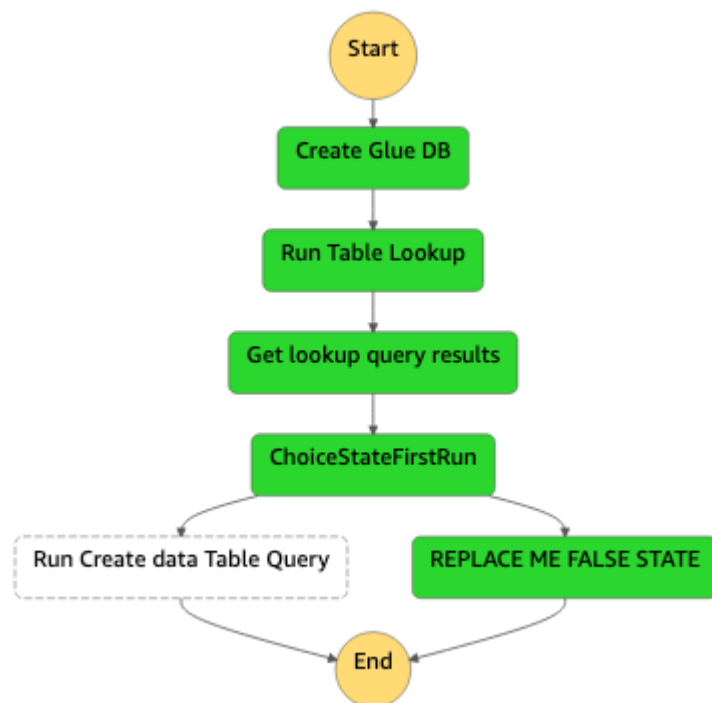 Start
Create Glue DB
Run Table Lookup
Get lookup query results
ChoiceStateFirstRun
Run Create data Table Query
REPLACE ME FALSE STATE
End